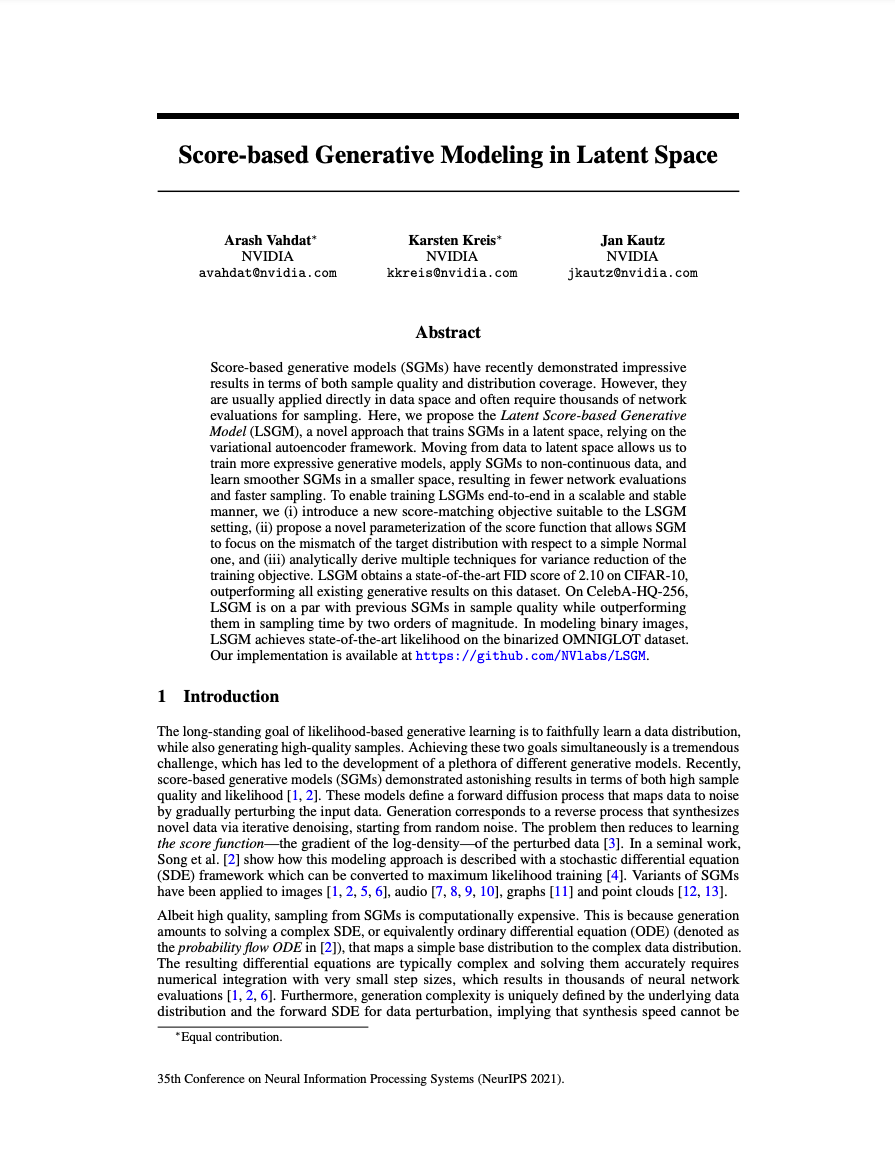 Score-based Generative Modeling in Latent Space
Arash Vahdat*
NVIDIA
avahdat@nvidia.com
Karsten Kreis*
NVIDIA
kkreis@nvidia.com
Jan Kautz
NVIDIA
jkautz@nvidia.com
Abstract
Score-based generative models (SGMs) have recently demonstrated impressive
results in terms of both sample quality and distribution coverage. However, they
are usually applied directly in data space and often require thousands of network
evaluations for sampling. Here, we propose the Latent Score-based Generative
Model (LSGM), a novel approach that trains SGMs in a latent space, relying on the
variational autoencoder framework. Moving from data to latent space allows us to
train more expressive generative models, apply SGMs to non-continuous data, and
learn smoother SGMs in a smaller space, resulting in fewer network evaluations
and faster sampling. To enable training LSGMs end-to-end in a scalable and stable
manner, we (i) introduce a new score-matching objective suitable to the LSGM
setting, (ii) propose a novel parameterization of the score function that allows SGM
to focus on the mismatch of the target distribution with respect to a simple Normal
one, and (iii) analytically derive multiple techniques for variance reduction of the
training objective. LSGM obtains a state-of-the-art FID score of 2.10 on CIFAR-10,
outperforming all existing generative results on this dataset. On CelebA-HQ-256,
LSGM is on a par with previous SGMs in sample quality while outperforming
them in sampling time by two orders of magnitude. In modeling binary images,
LSGM achieves state-of-the-art likelihood on the binarized OMNIGLOT dataset.
Our implementation is available at https://github.com/NVlabs/LSGM.
1 Introduction
The long-standing goal of likelihood-based generative learning is to faithfully learn a data distribution,
while also generating high-quality samples. Achieving these two goals simultaneously is a tremendous
challenge, which has led to the development of a plethora of different generative models. Recently,
score-based generative models (SGMs) demonstrated astonishing results in terms of both high sample
quality and likelihood [1, 2]. These models define a forward diffusion process that maps data to noise
by gradually perturbing the input data. Generation corresponds to a reverse process that synthesizes
novel data via iterative denoising, starting from random noise. The problem then reduces to learning
the score function—the gradient of the log-density—of the perturbed data [3]. In a seminal work,
Song et al. [2] show how this modeling approach is described with a stochastic differential equation
(SDE) framework which can be converted to maximum likelihood training [4]. Variants of SGMs
have been applied to images [1, 2, 5, 6], audio [7, 8, 9, 10], graphs [11] and point clouds [12, 13].
Albeit high quality, sampling from SGMs is computationally expensive. This is because generation
amounts to solving a complex SDE, or equivalently ordinary differential equation (ODE) (denoted as
the probability flow ODE in [2]), that maps a simple base distribution to the complex data distribution.
The resulting differential equations are typically complex and solving them accurately requires
numerical integration with very small step sizes, which results in thousands of neural network
evaluations [1, 2, 6]. Furthermore, generation complexity is uniquely defined by the underlying data
distribution and the forward SDE for data perturbation, implying that synthesis speed cannot be
*Equal contribution.
35th Conference on Neural Information Processing Systems (NeurIPS 2021).